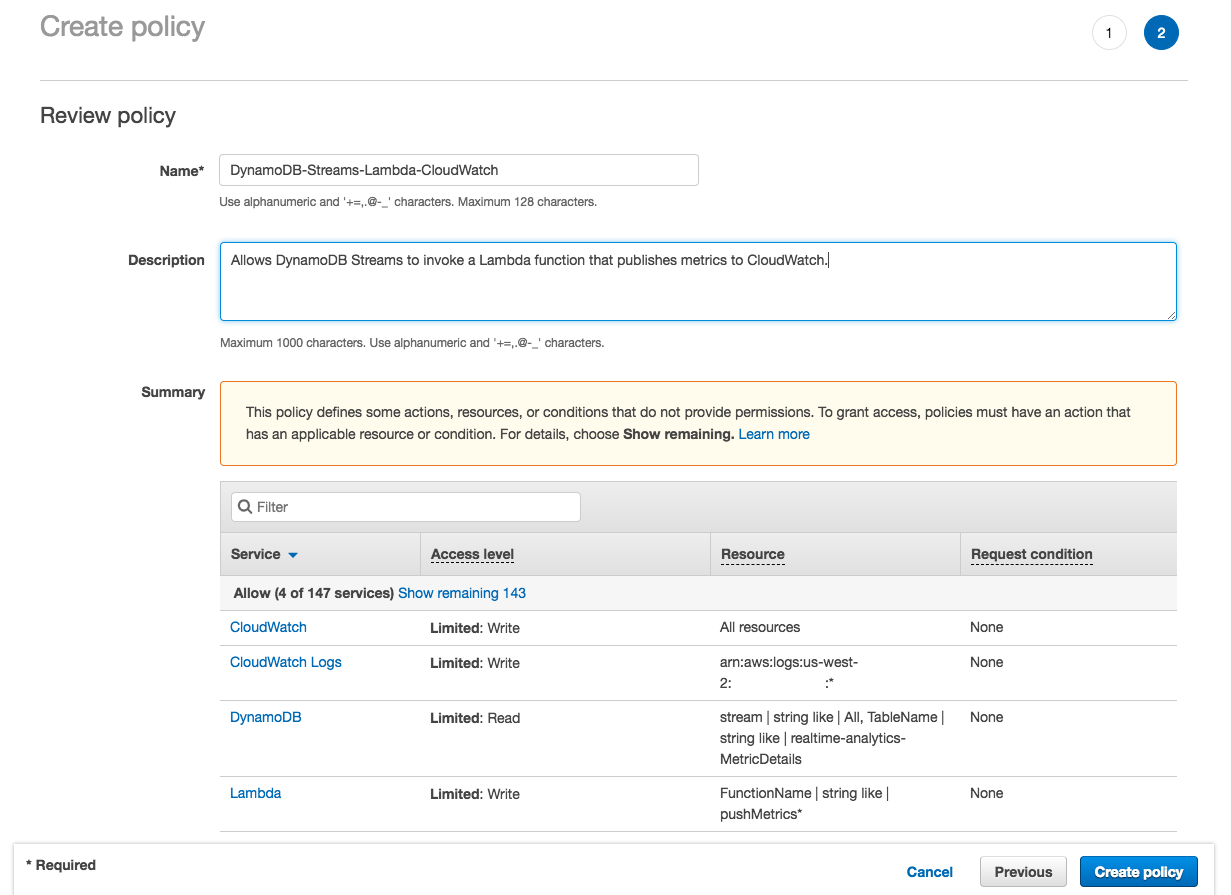 Create policy
1
2
Review policy
Name*
DynamoDB-Streams-Lambda-CloudWatch
Use alphanumeric and '+=,.@-_' characters. Maximum 128 characters.
Description
Allows DynamoDB Streams to invoke a Lambda function that publishes metrics to CloudWatch.
Maximum 1000 characters. Use alphanumeric and '+=,.@-_' characters.
Summary
This policy defines some actions, resources, or conditions that do not provide permissions. To grant access, policies must have an action that
has an applicable resource or condition. For details, choose Show remaining. Learn more
Filter
Service Access level Resource Request condition
Allow (4 of 147 services) Show remaining 143
CloudWatch Limited: Write All resources None
CloudWatch Logs Limited: Write arn:aws:logs:us-west- None
2: :*
DynamoDB Limited: Read stream | string like | All, TableName | None
string like | realtime-analytics-
MetricDetails
Lambda Limited: Write FunctionName | string like | None
pushMetrics*
* Required
Cancel Previous Create policy